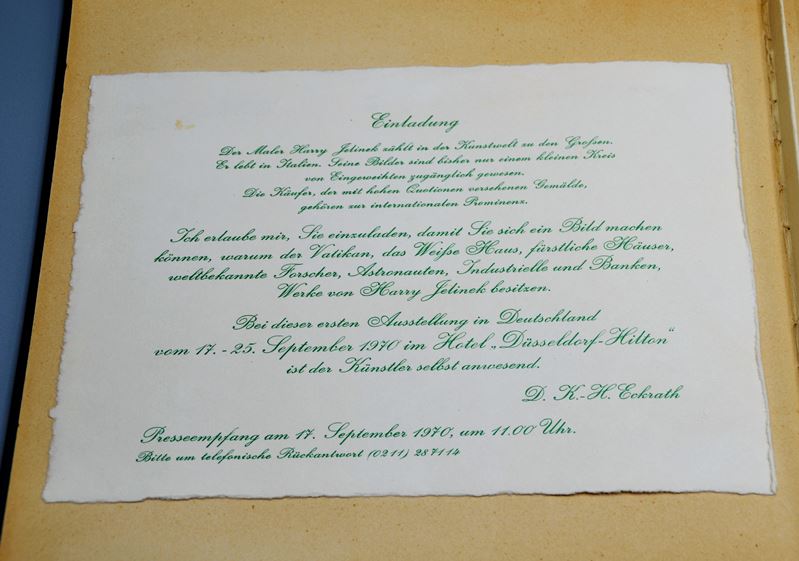 Einladung
Der Maler Harry Jelinek zählt in der Kunstwelt zu den Großen.
Er lebt in Italien. Seine Bilder sind bisher nur einem kleinen Kreis
von Eingeweihten zugänglich gewesen.
Die Käufer, der mit hohen Quotionen versehenen Gemälde,
gehören zur internationalen Prominenz.
Ich erlaube mir, Sie einzuladen, damit Sie sich ein Bild machen
können, warum der Vatikan, das Weiße Haus, fürstliche Häuser,
weltbekannte Forscher, Astronauten, Industrielle und Banken,
Werke von Harry Jelinek besitzen.
Bei dieser ersten Ausstellung in Deutschland
vom 17. - 25. September 1970 im Hotel „Düsseldorf-Hilton“
ist der Künstler selbst anwesend.
D. K.-H. Eckrath
Presseempfang am 17. September 1970, um 11.00 Uhr.
Bitte um telefonische Rückantwort (0211) 287114